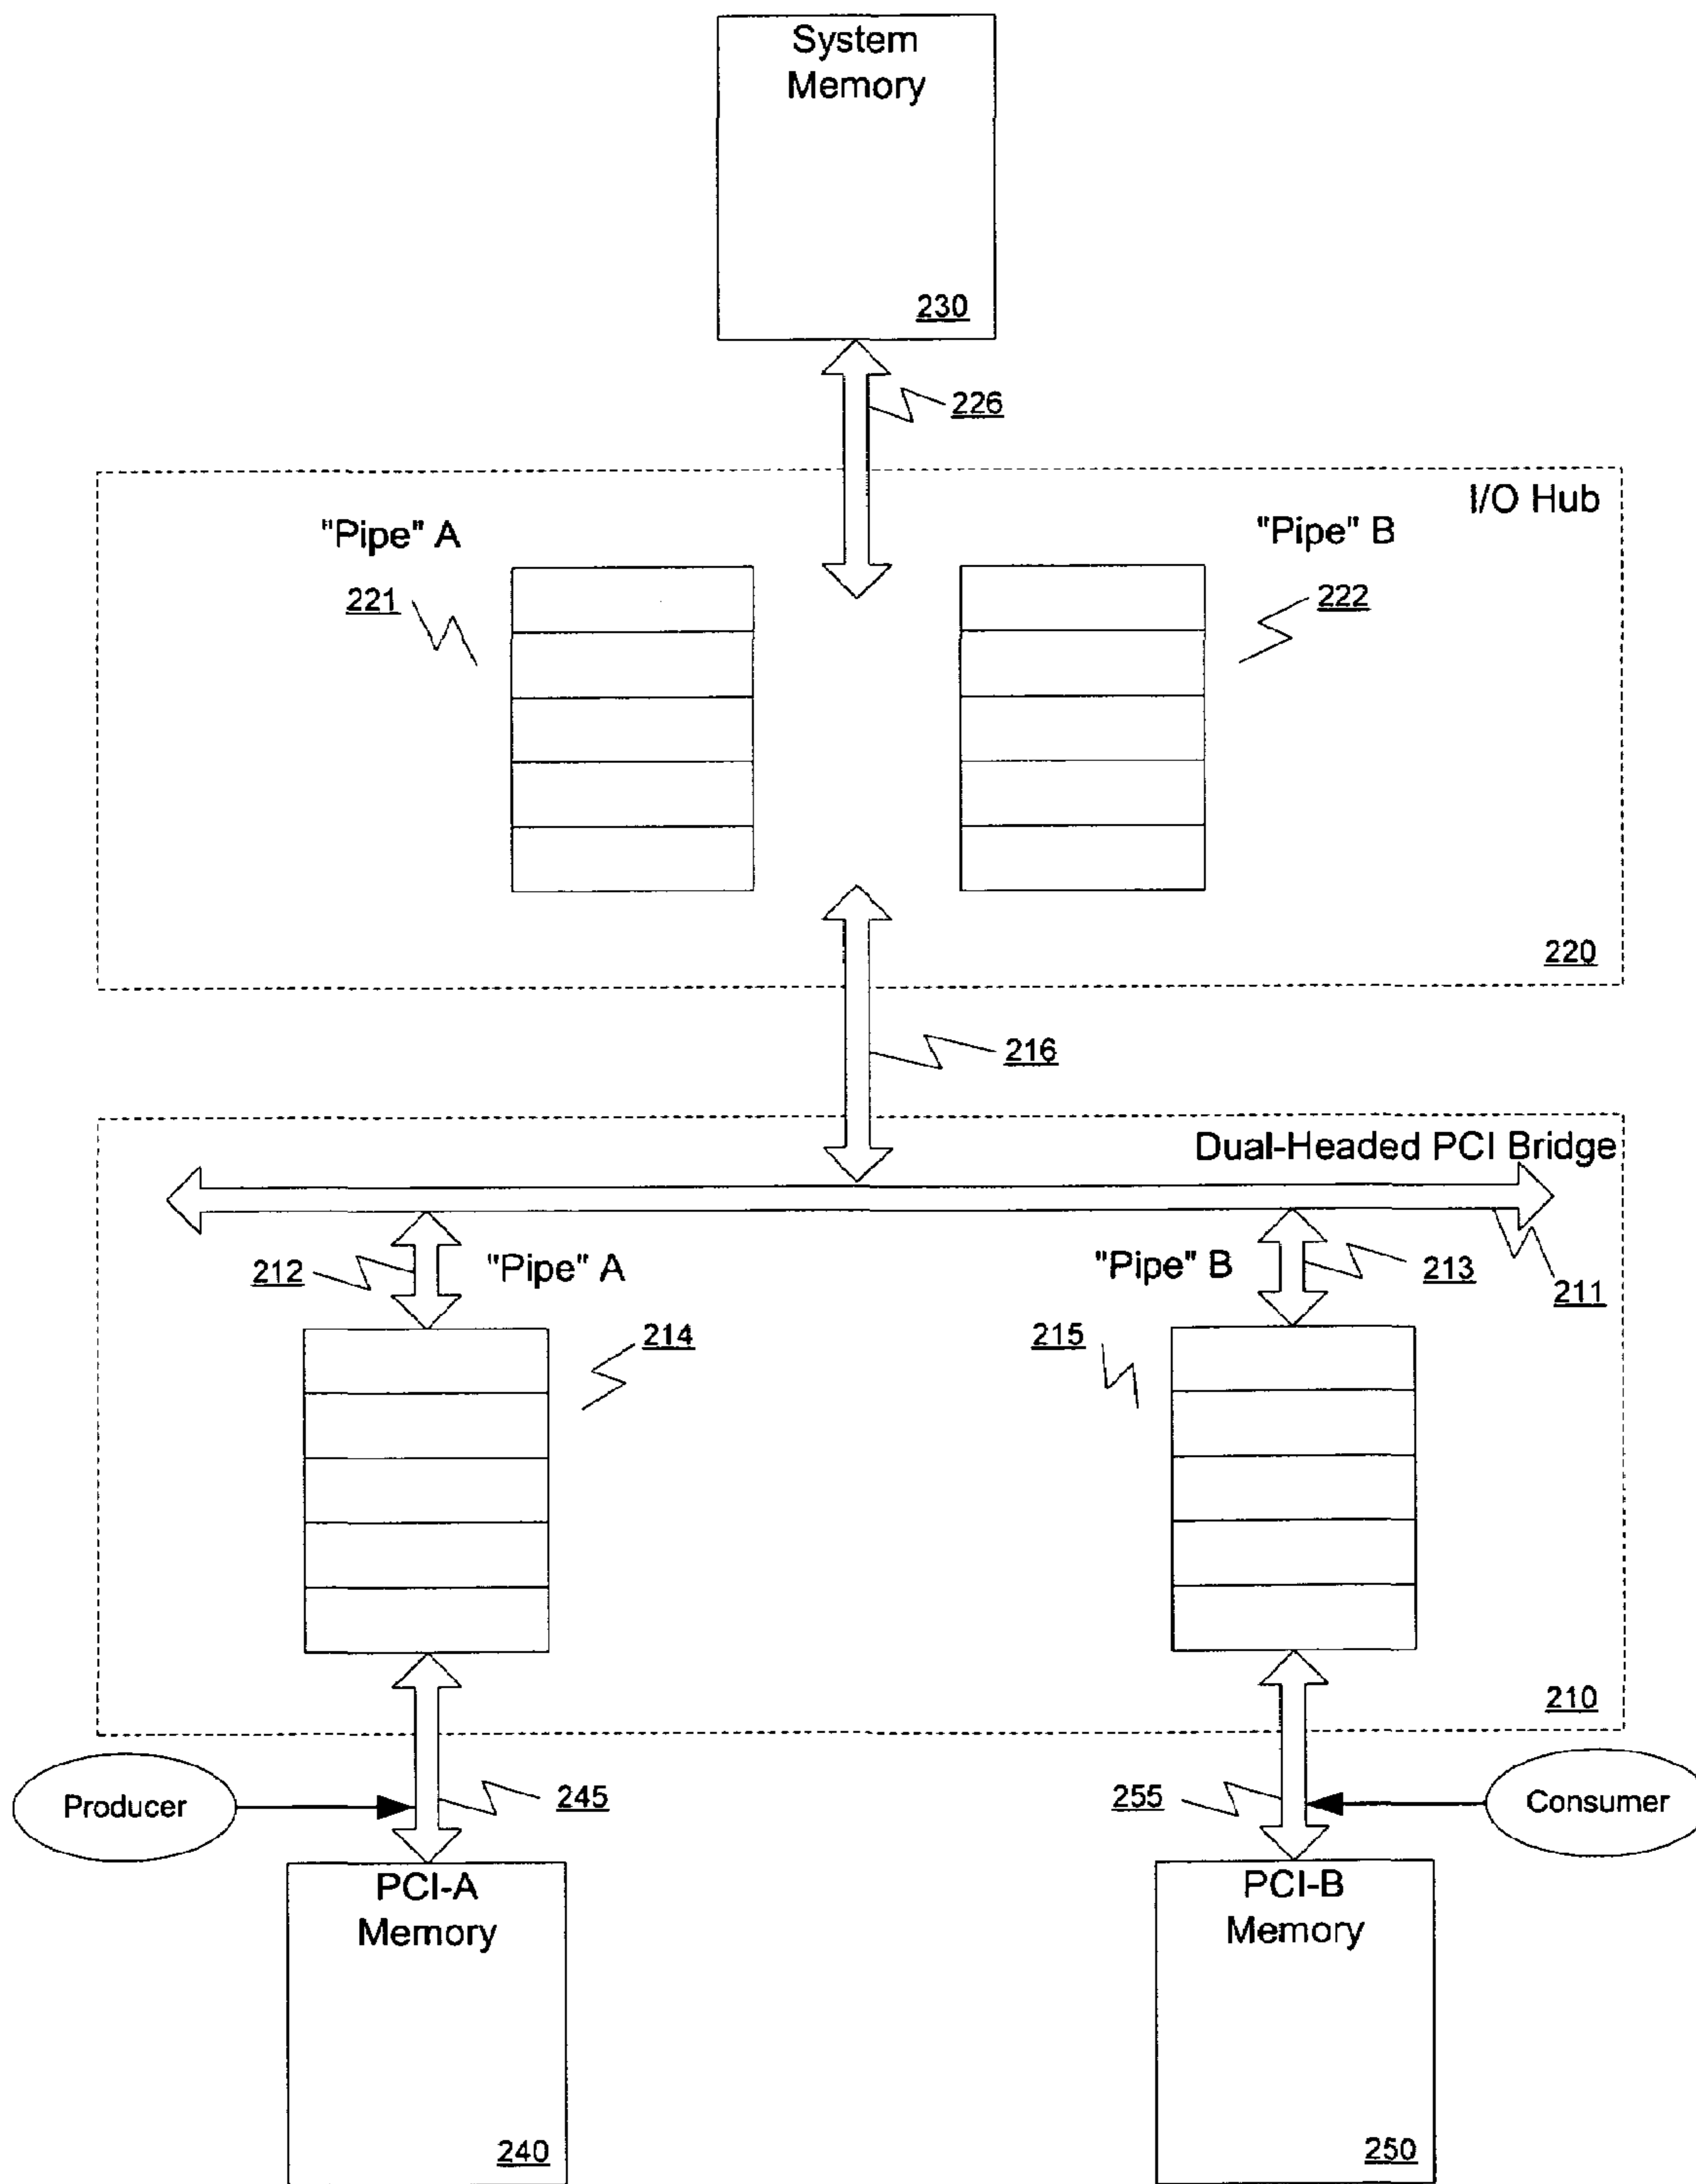 System
Memory
230
226
I/O Hub
"Pipe" A
"Pipe" B
221
222
220
216
Dual-Headed PCI Bridge
212
"Pipe" A
"Pipe" B
213
211
214
215
210
Producer
245
255
Consumer
PCI-A
Memory
PCI-B
Memory
240
250